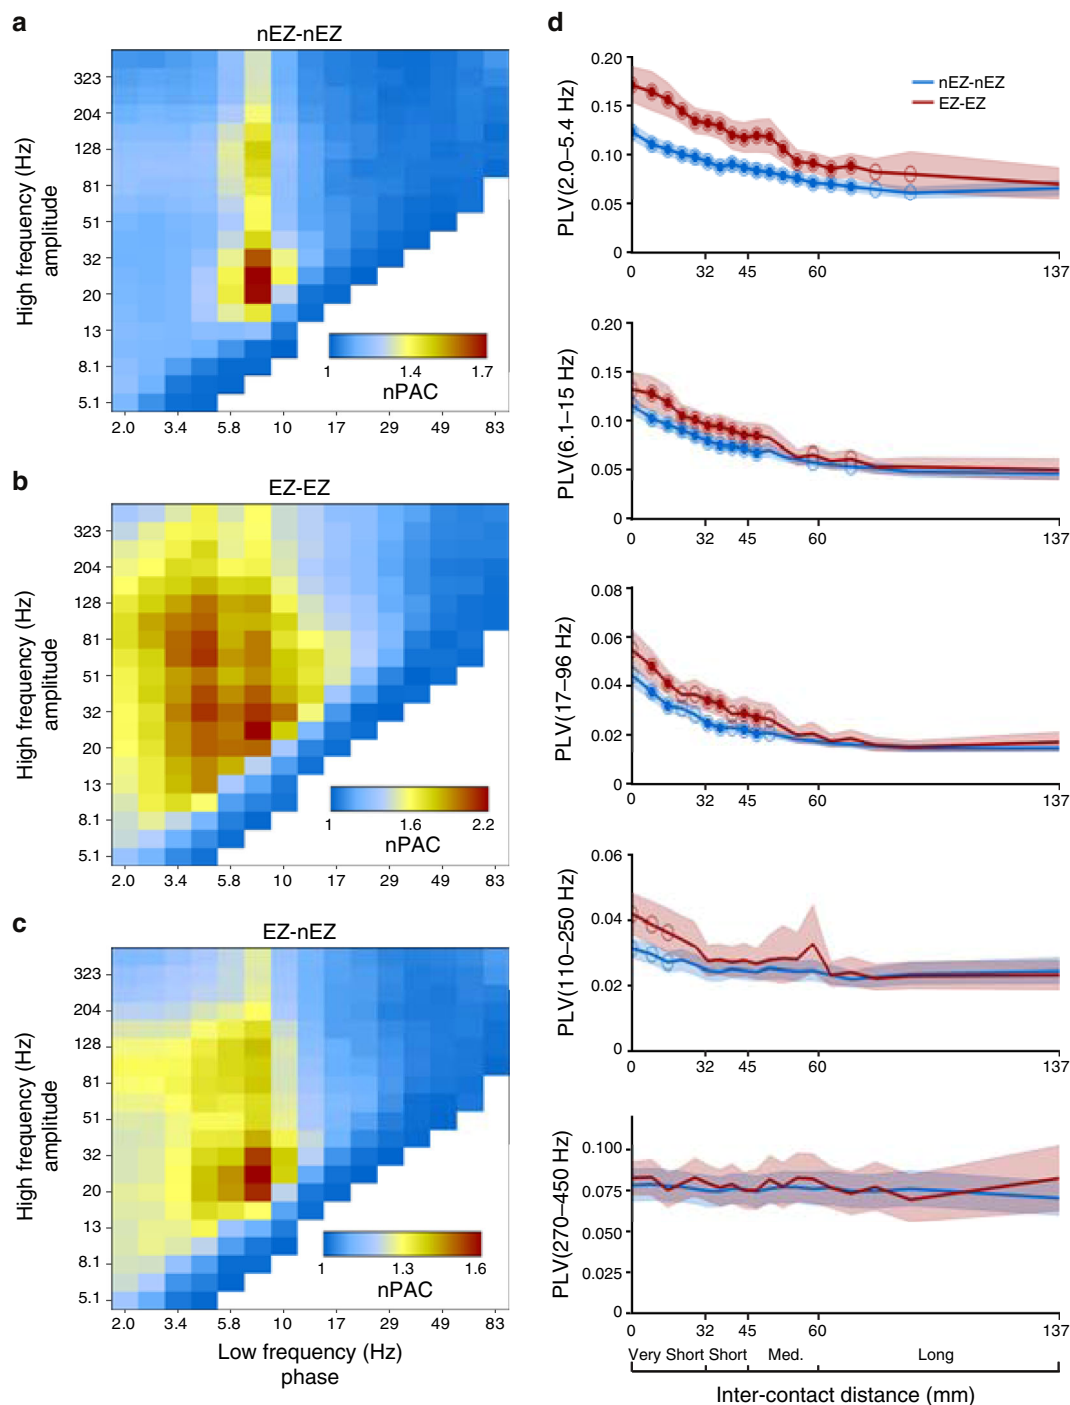 a
nEZ-nEZ
High frequency (Hz)
amplitude
323
204
128
81
51
32
20
13
8.1
5.1
1 1.4 1.7
nPAC
2.0 3.4 5.8 10 17 29 49 83
b
EZ-EZ
High frequency (Hz)
amplitude
323
204
128
81
51
32
20
13
8.1
5.1
1 1.6 2.2
nPAC
2.0 3.4 5.8 10 17 29 49 83
c
EZ-nEZ
High frequency (Hz)
amplitude
323
204
128
81
51
32
20
13
8.1
5.1
1 1.3 1.6
nPAC
2.0 3.4 5.8 10 17 29 49 83
Low frequency (Hz)
phase
d
PLV(2.0–5.4 Hz)
0.20
0.15
0.10
0.05
0
nEZ-nEZ
EZ-EZ
0 32 45 60 137
PLV(6.1–15 Hz)
0.20
0.15
0.10
0.05
0
0 32 45 60 137
PLV(17–96 Hz)
0.08
0.06
0.04
0.02
0
0 32 45 60 137
PLV(110–250 Hz)
0.06
0.04
0.02
0
0 32 45 60 137
PLV(270–450 Hz)
0.100
0.075
0.050
0.025
0
0 32 45 60 137
Very Short Short Med. Long
Inter-contact distance (mm)